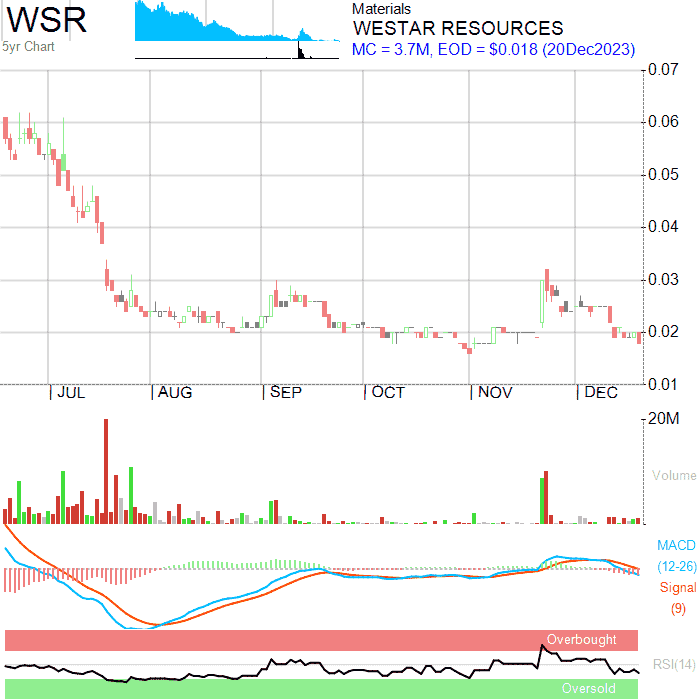 WSR
5yr Chart
Materials
WESTAR RESOURCES
MC = 3.7M, EOD = $0.018 (20Dec2023)
0.07
0.06
0.05
0.04
0.03
0.02
0.01
JUL
AUG
SEP
OCT
NOV
DEC
20M
Volume
MACD
(12-26)
Signal
(9)
Overbought
RSI(14)
Oversold